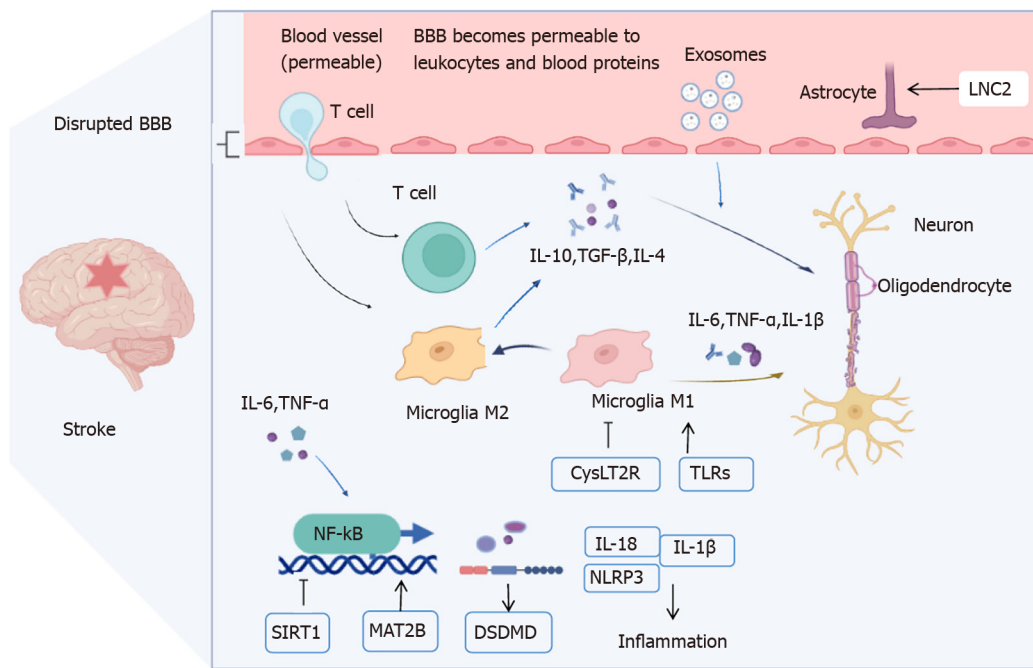 Blood vessel
(permeable)
BBB becomes permeable to
leukocytes and blood proteins
Exosomes
Astrocyte
LNC2
T cell
Disrupted BBB
T cell
IL-10,TGF-β,IL-4
Neuron
Oligodendrocyte
IL-6,TNF-α,IL-1β
Microglia M2
Microglia M1
IL-6,TNF-α
Stroke
CysLT2R
TLRs
NF-kB
IL-18
IL-1β
NLRP3
SIRT1
MAT2B
DSDMD
Inflammation